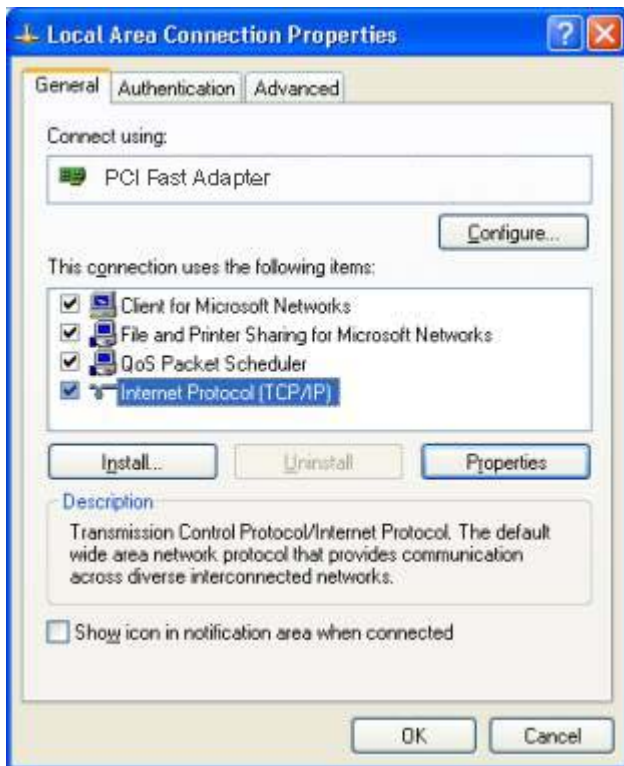 Local Area Connection Properties
General
Authentication
Advanced
Connect using:
PCI Fast Adapter
Configure...
This connection uses the following items:
Client for Microsoft Networks
File and Printer Sharing for Microsoft Networks
QoS Packet Scheduler
Internet Protocol (TCP/IP)
Install...
Uninstall
Properties
Description
Transmission Control Protocol/Internet Protocol. The default
wide area network protocol that provides communication
across diverse interconnected networks.
Show icon in notification area when connected
OK
Cancel